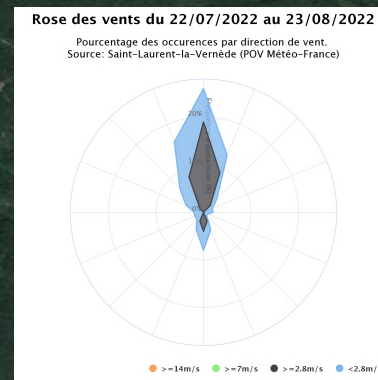 Rose des vents du 22/07/2022 au 23/08/2022
Pourcentage des occurences par direction de vent.
Source: Saint-Laurent-la-Vernède (POV Météo-France)
20%
0%
>=14m/s >=7m/s >=2.8m/s <2.8m/